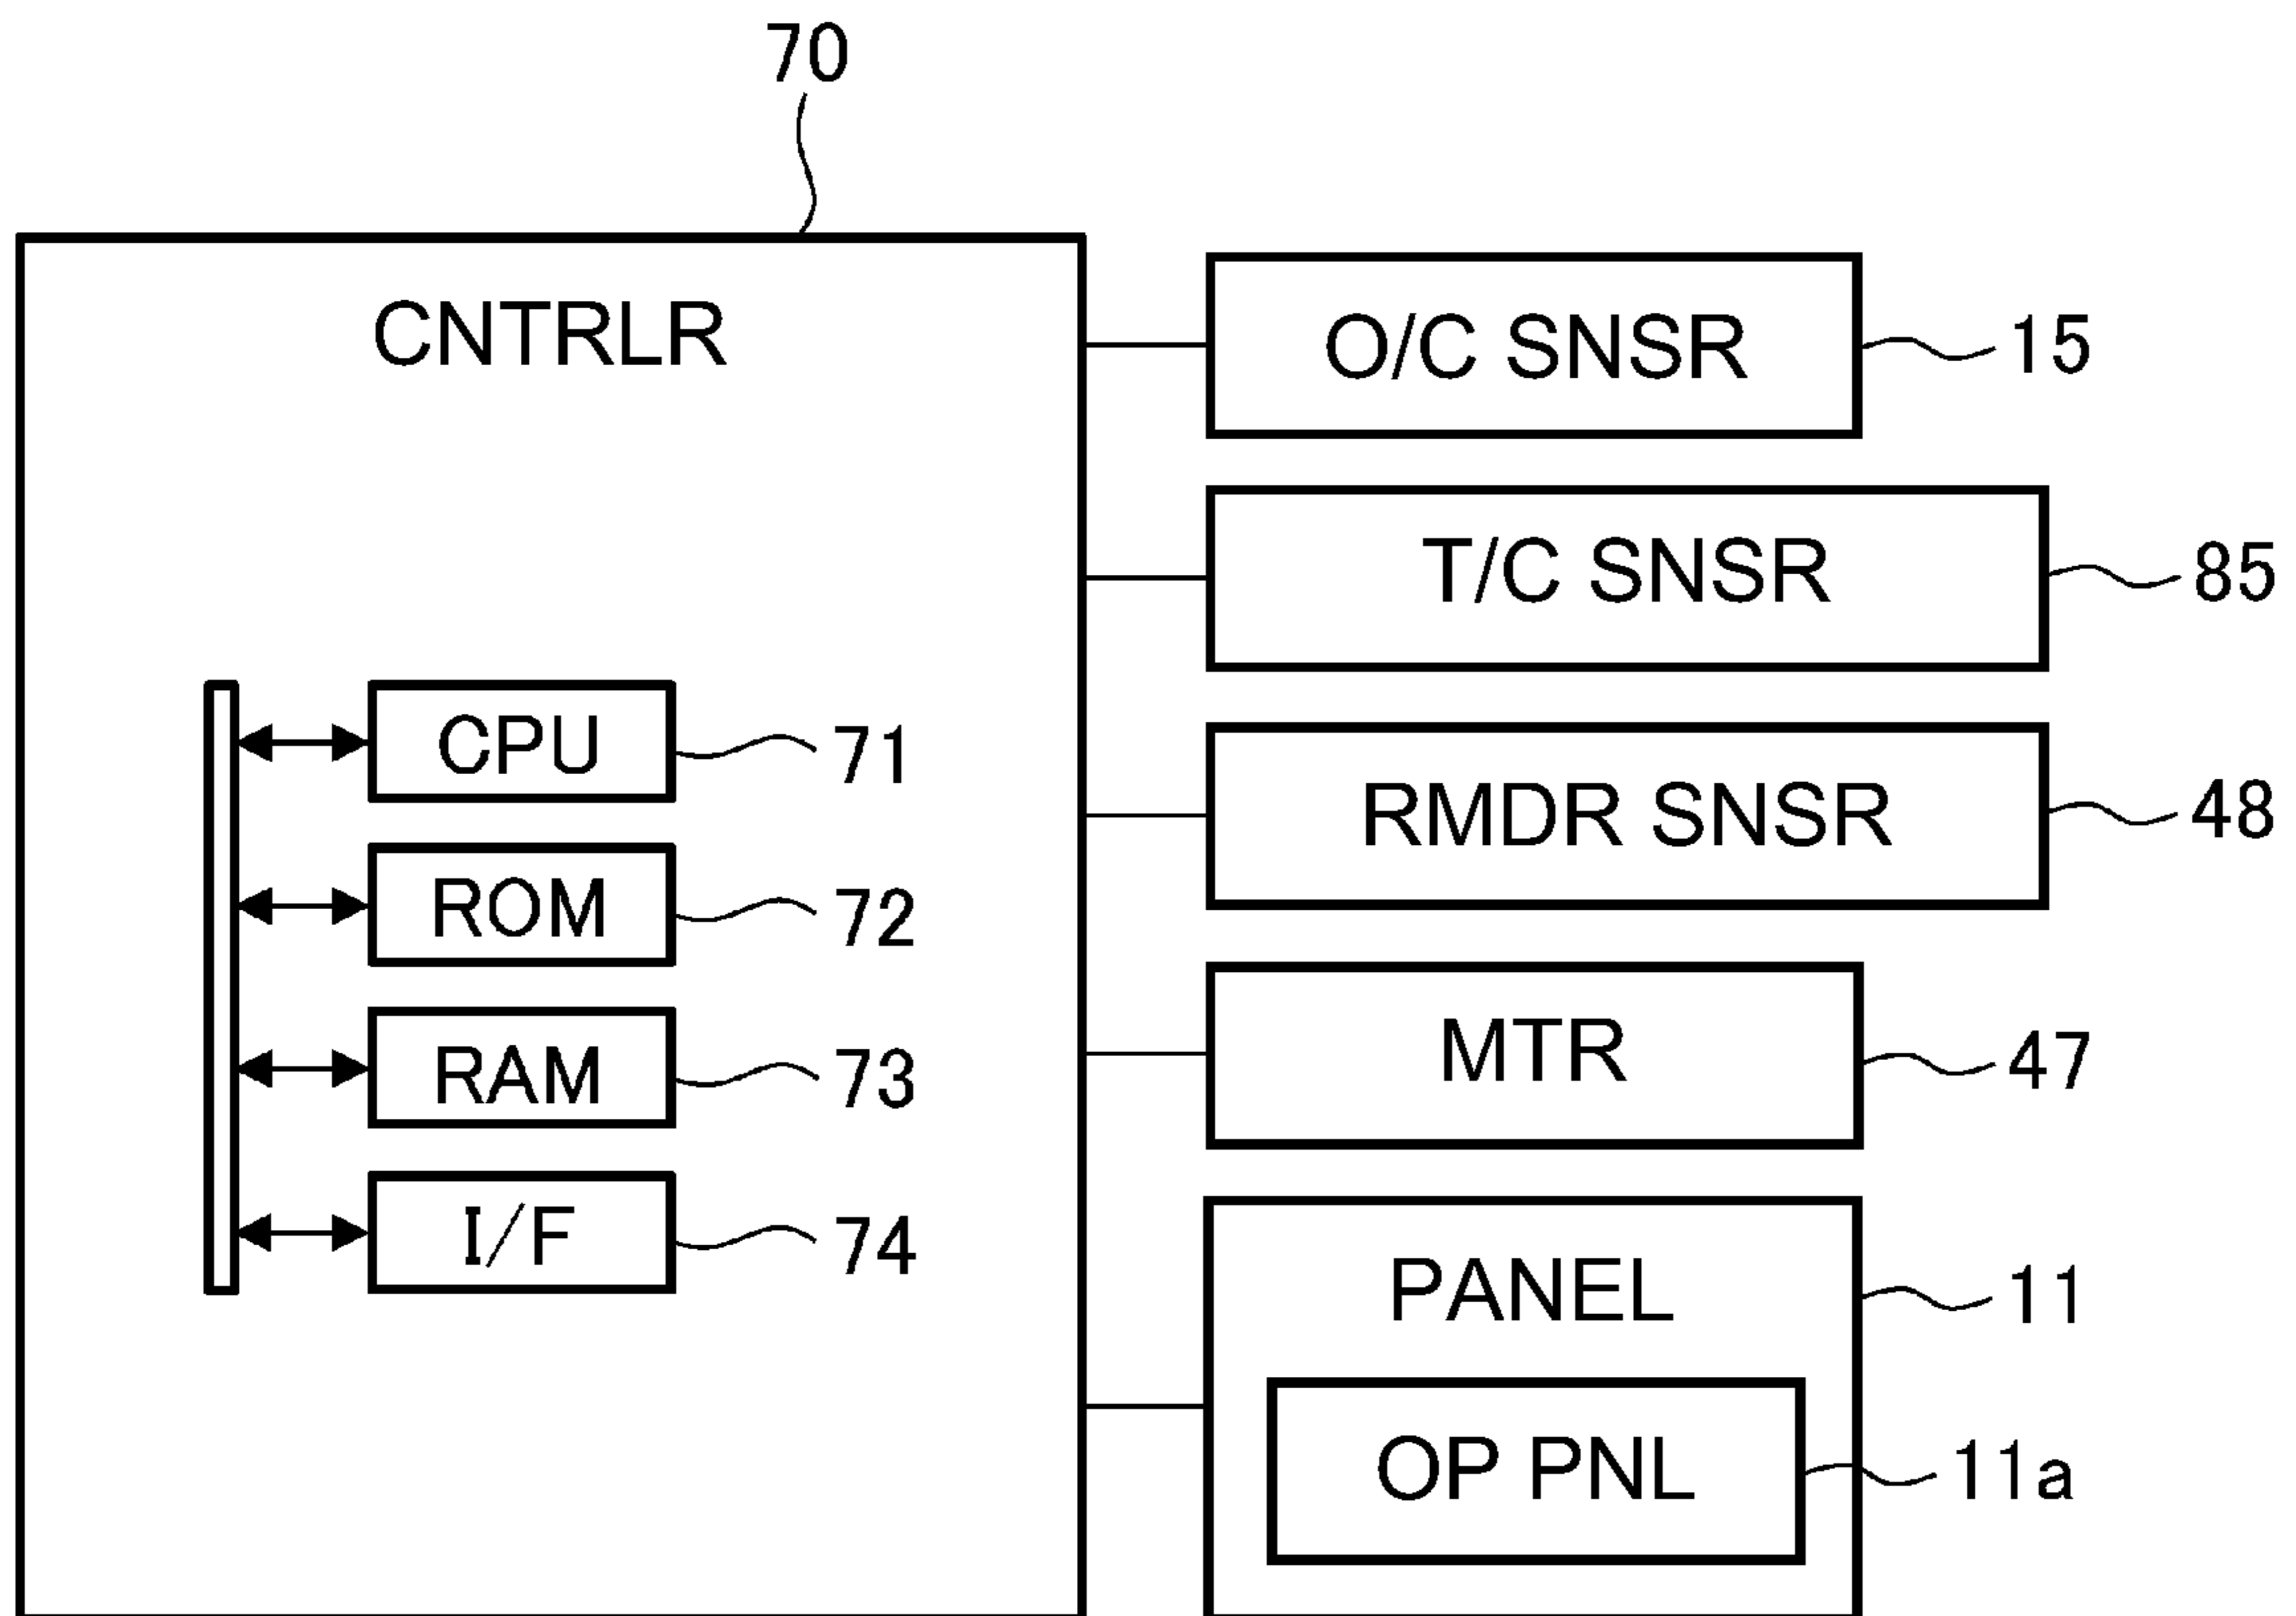 70
CNTRLR
CPU 71
ROM 72
RAM 73
I/F 74
O/C SNSR 15
T/C SNSR 85
RMDR SNSR 48
MTR 47
PANEL 11
OP PNL 11a